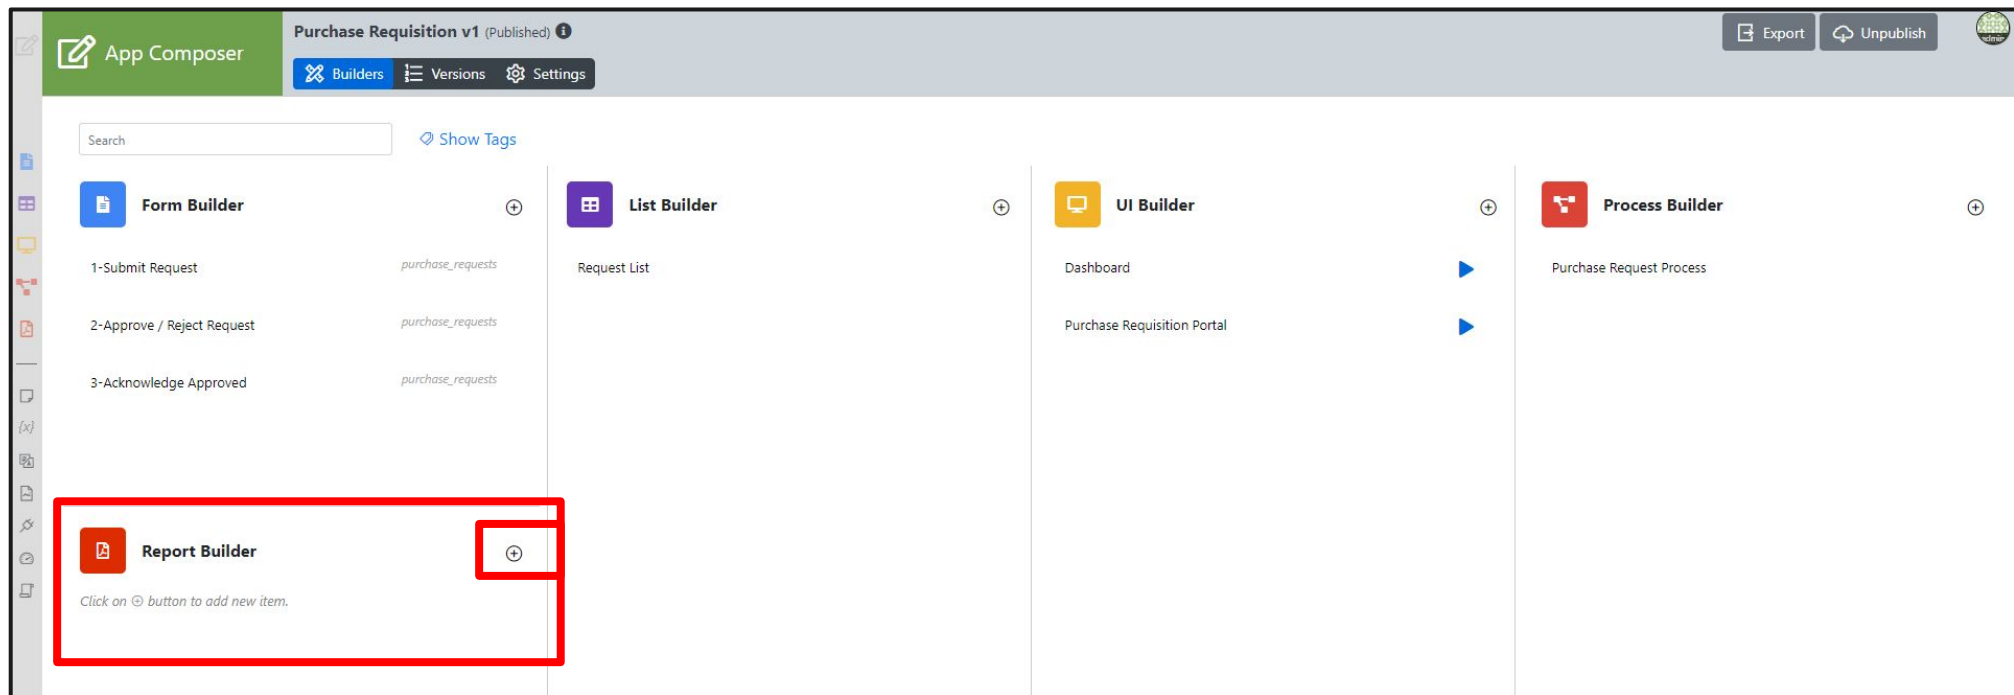 App Composer
Purchase Requisition v1 (Published)
Builders Versions Settings
Export Unpublish
admin
Search
Show Tags
Form Builder
1-Submit Request purchase_requests
2-Approve / Reject Request purchase_requests
3-Acknowledge Approved purchase_requests
List Builder
Request List
UI Builder
Dashboard
Purchase Requisition Portal
Process Builder
Purchase Request Process
Report Builder
Click on ⊕ button to add new item.
{x}